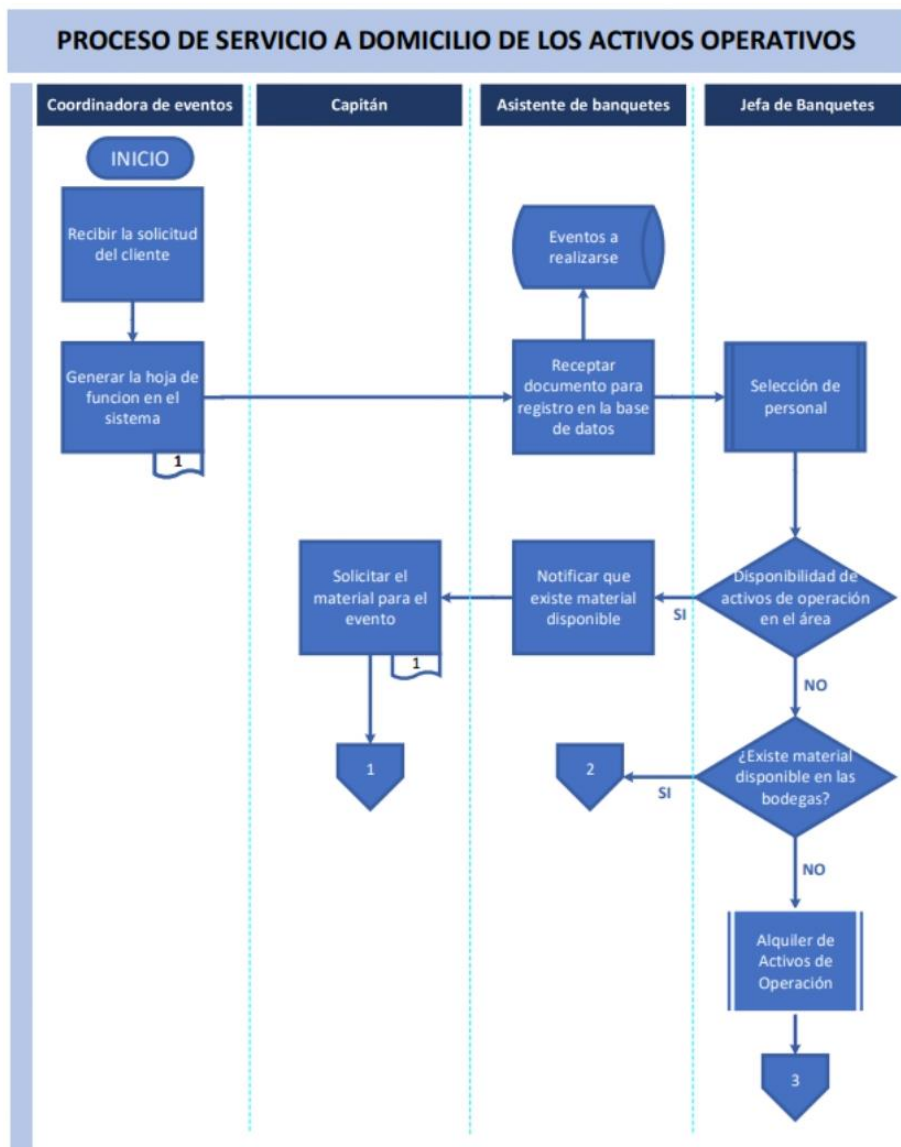 PROCESO DE SERVICIO A DOMICILIO DE LOS ACTIVOS OPERATIVOS
Coordinadora de eventos
Capitán
Asistente de banquetes
Jefa de Banquetes
INICIO
Recibir la solicitud
del cliente
Eventos a
realizarse
Generar la hoja de
funcion en el
sistema
1
Receptar
documento para
registro en la base
de datos
Selección de
personal
Solicitar el
material para el
evento
1
Notificar que
existe material
disponible
SI
Disponibilidad de
activos de operación
en el área
NO
1
2
SI
¿Existe material
disponible en las
bodegas?
NO
Alquiler de
Activos de
Operación
3